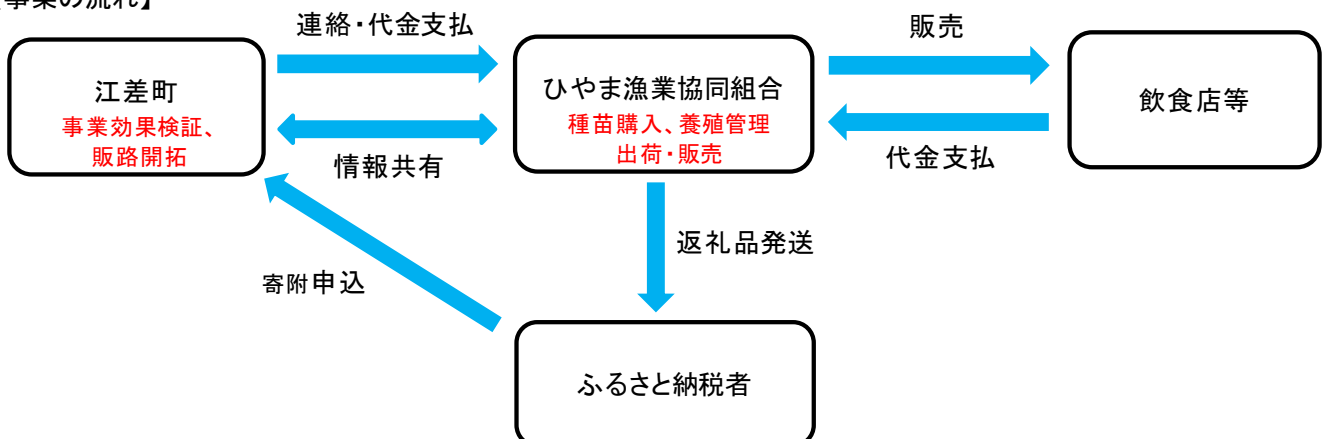 事業の流れ】
連絡・代金支払
販売
江差町
事業効果検証、
販路開拓
ひやま漁業協同組合
種苗購入、養殖管理
出荷・販売
飲食店等
情報共有
代金支払
返礼品発送
寄附申込
ふるさと納税者